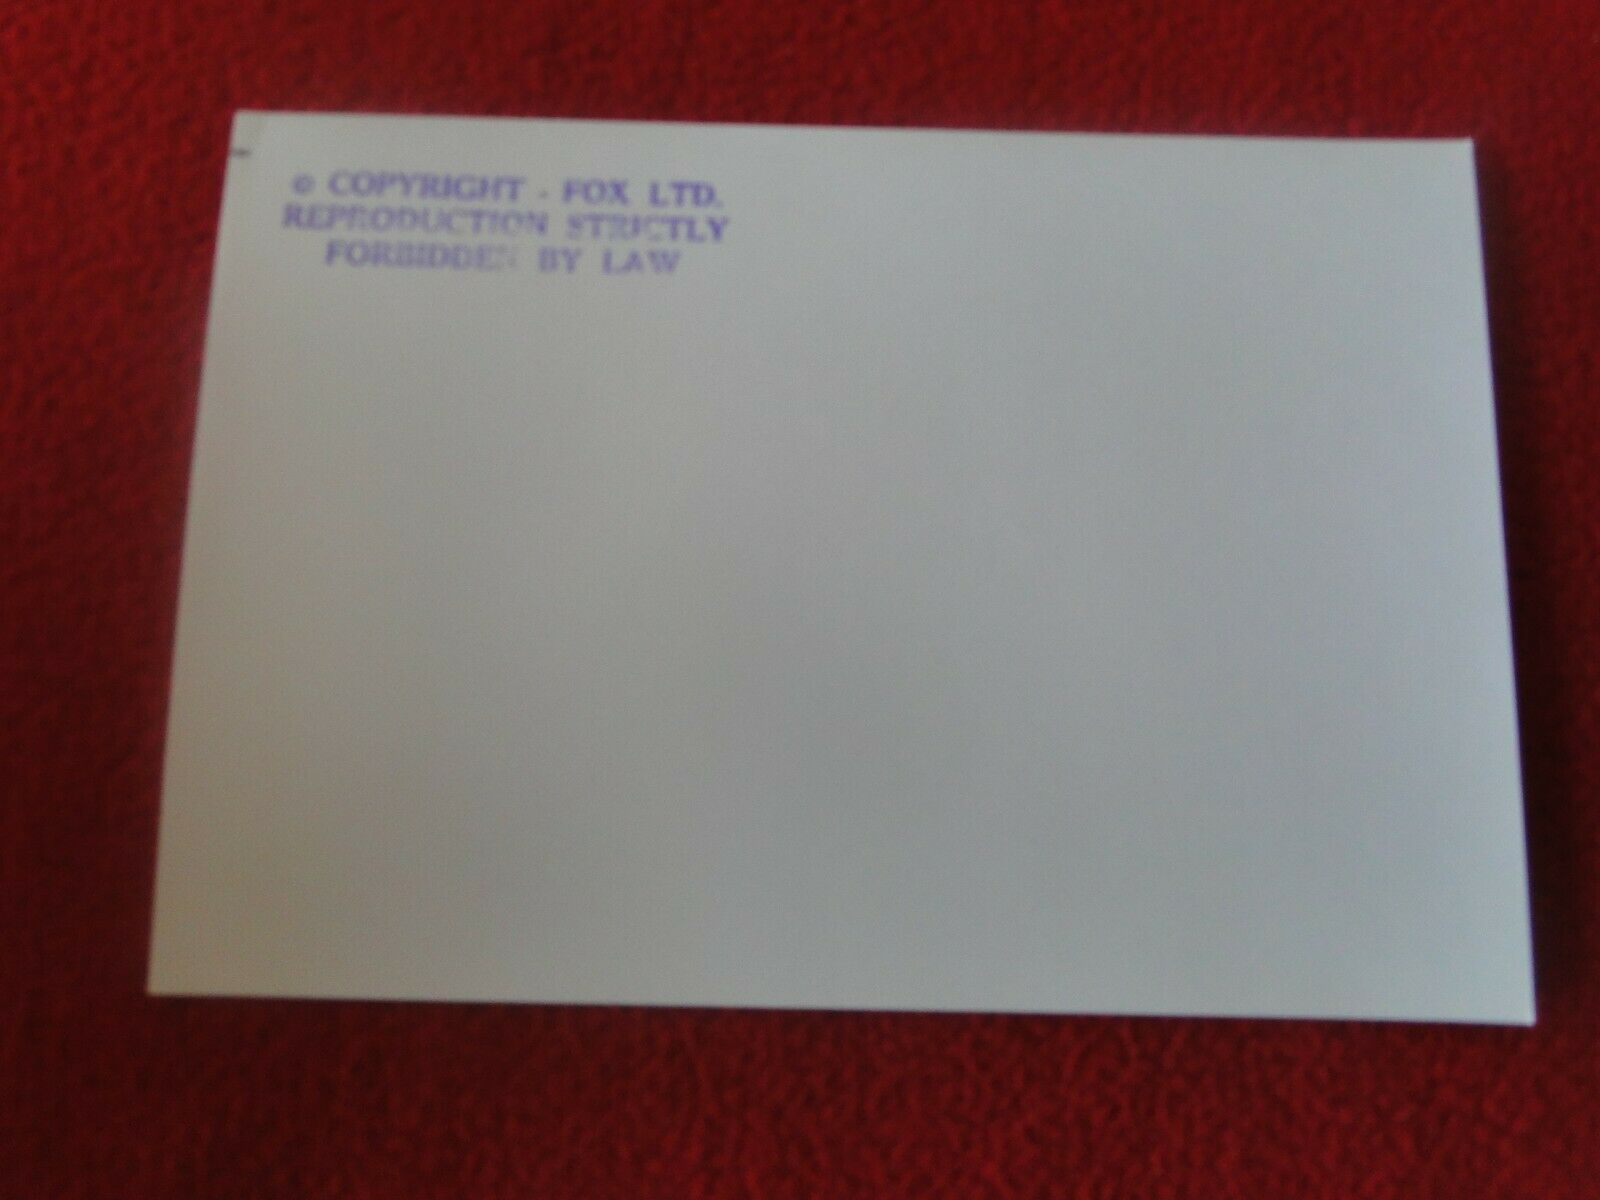 © COPYRIGHT - FOX LTD.
REPRODUCTION STRICTLY
FORBIDDEN BY LAW